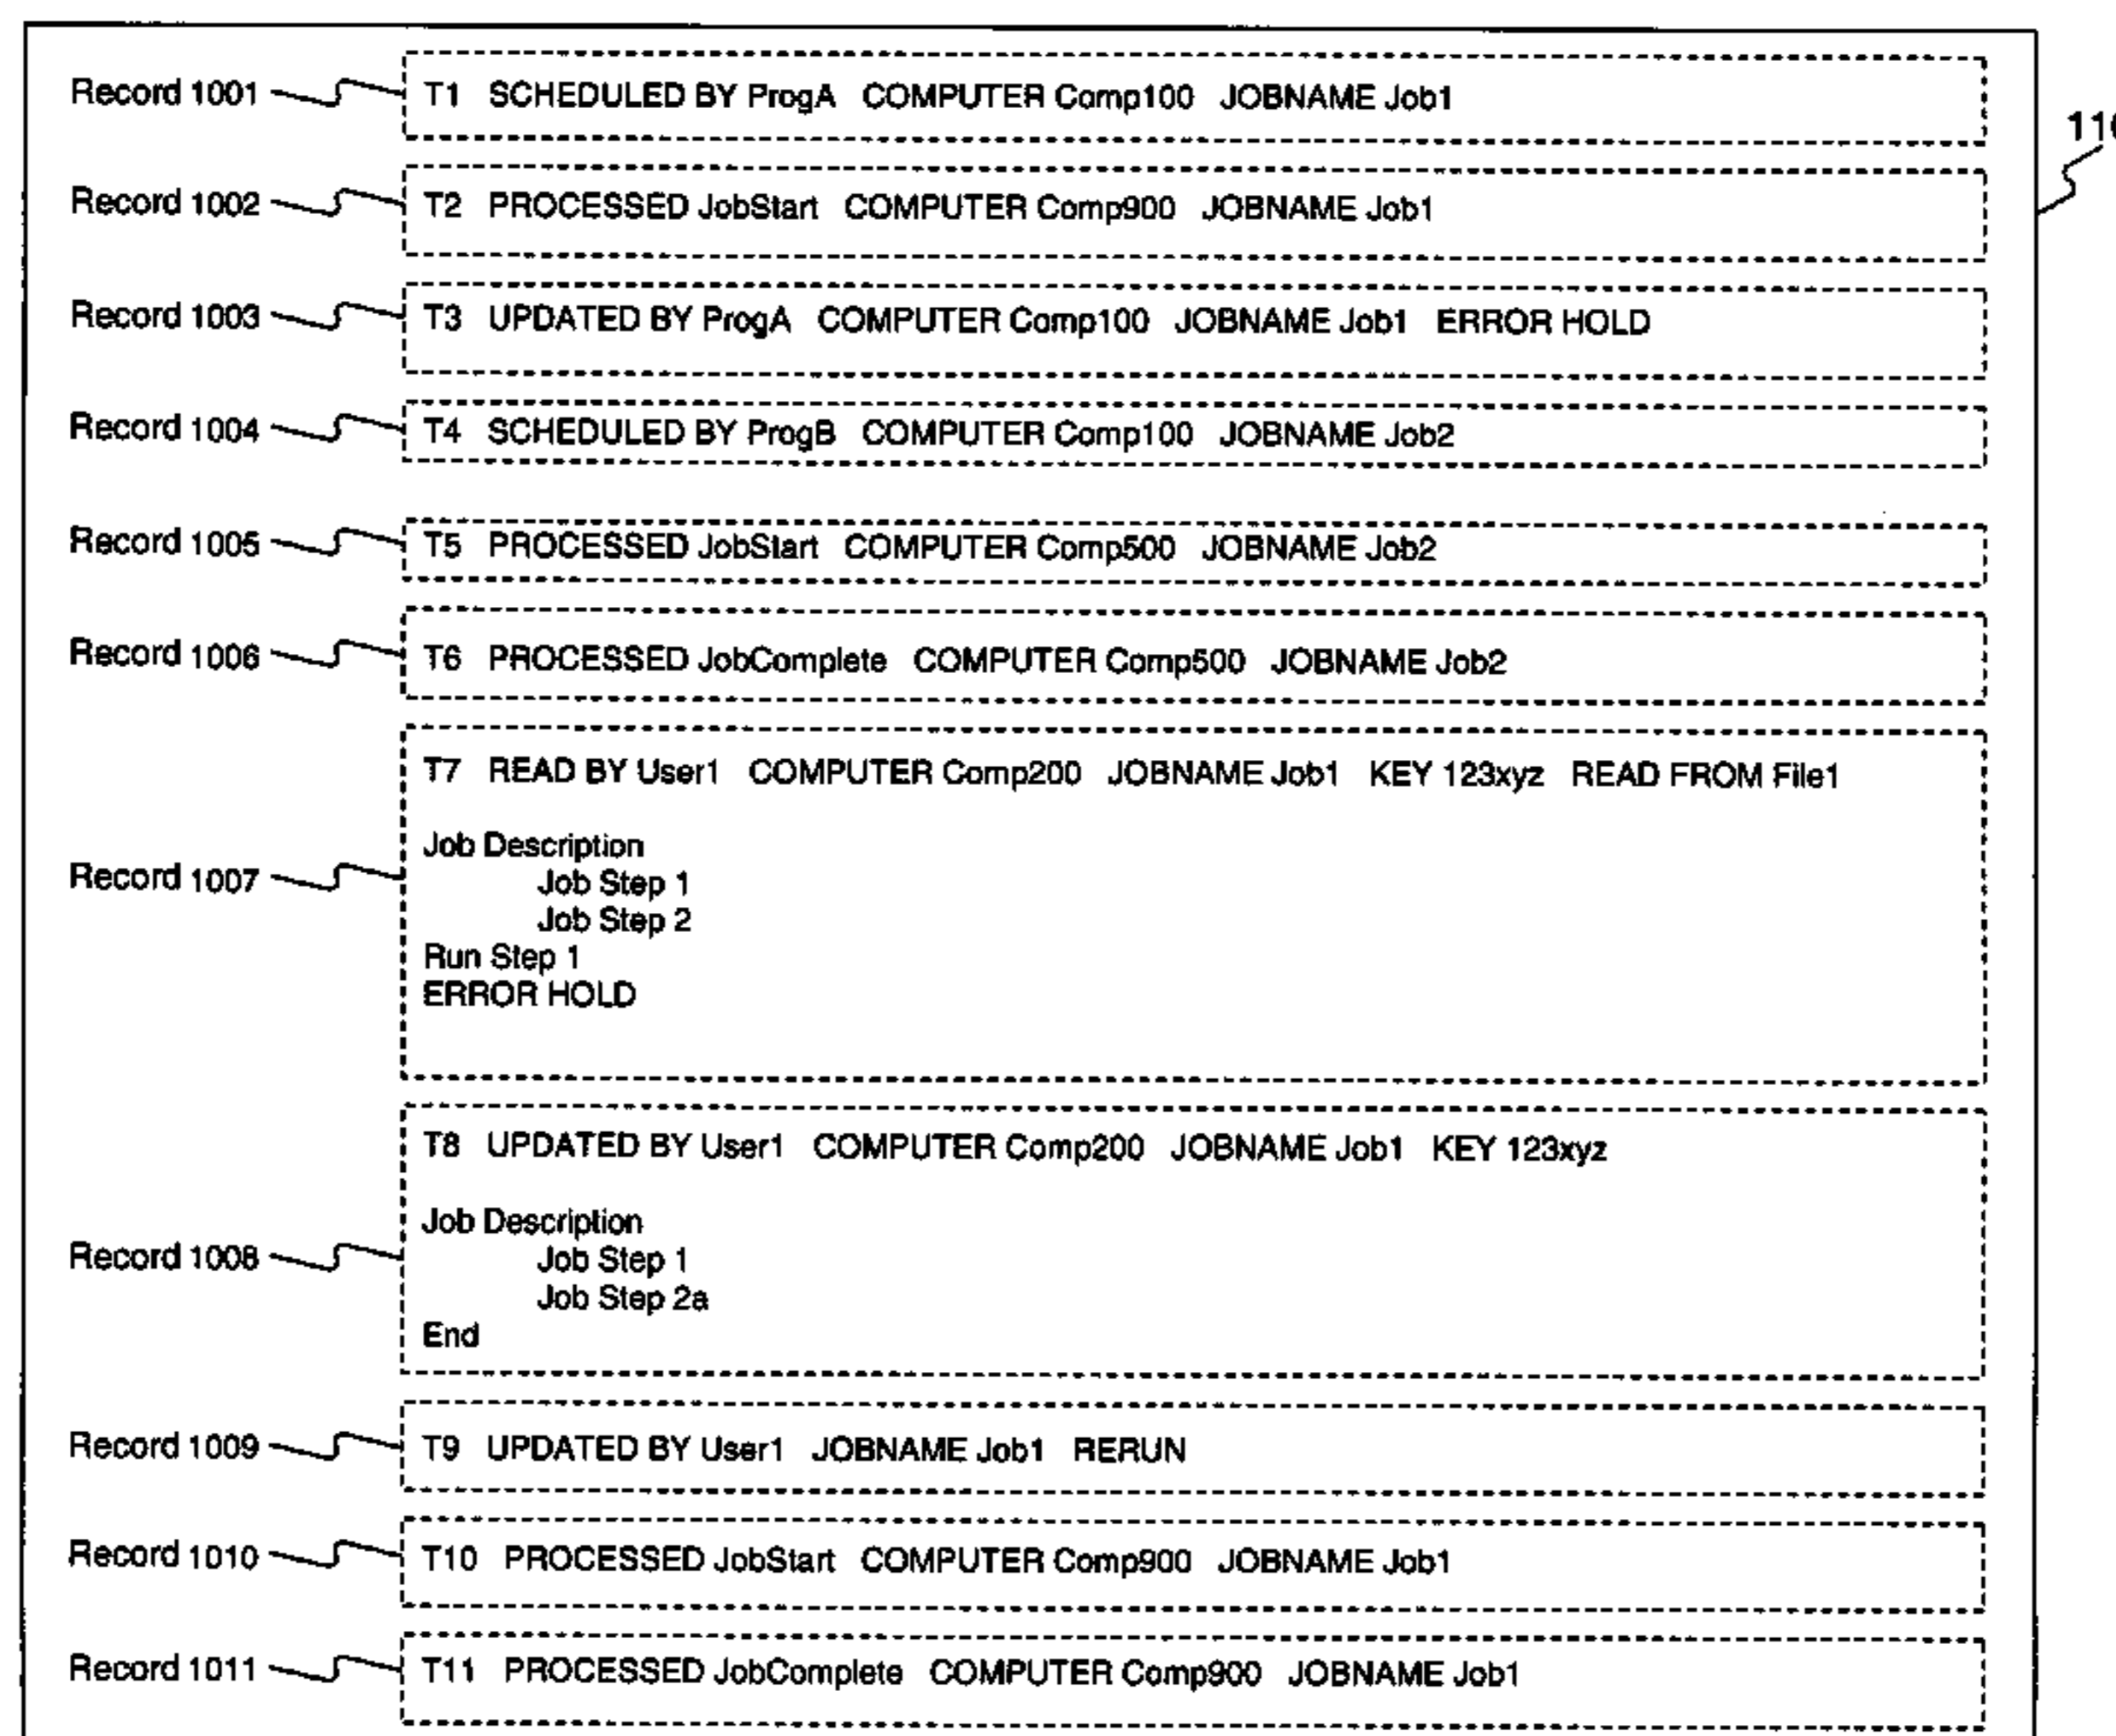 Record 1001 T1 SCHEDULED BY ProgA COMPUTER Comp100 JOBNAME Job1
Record 1002 T2 PROCESSED JobStart COMPUTER Comp900 JOBNAME Job1
Record 1003 T3 UPDATED BY ProgA COMPUTER Comp100 JOBNAME Job1 ERROR HOLD
Record 1004 T4 SCHEDULED BY ProgB COMPUTER Comp100 JOBNAME Job2
Record 1005 T5 PROCESSED JobStart COMPUTER Comp500 JOBNAME Job2
Record 1006 T6 PROCESSED JobComplete COMPUTER Comp500 JOBNAME Job2
Record 1007
T7 READ BY User1 COMPUTER Comp200 JOBNAME Job1 KEY 123xyz READ FROM File1
Job Description
Job Step 1
Job Step 2
Run Step 1
ERROR HOLD
Record 1008
T8 UPDATED BY User1 COMPUTER Comp200 JOBNAME Job1 KEY 123xyz
Job Description
Job Step 1
Job Step 2a
End
Record 1009 T9 UPDATED BY User1 JOBNAME Job1 RERUN
Record 1010 T10 PROCESSED JobStart COMPUTER Comp900 JOBNAME Job1
Record 1011 T11 PROCESSED JobComplete COMPUTER Comp900 JOBNAME Job1